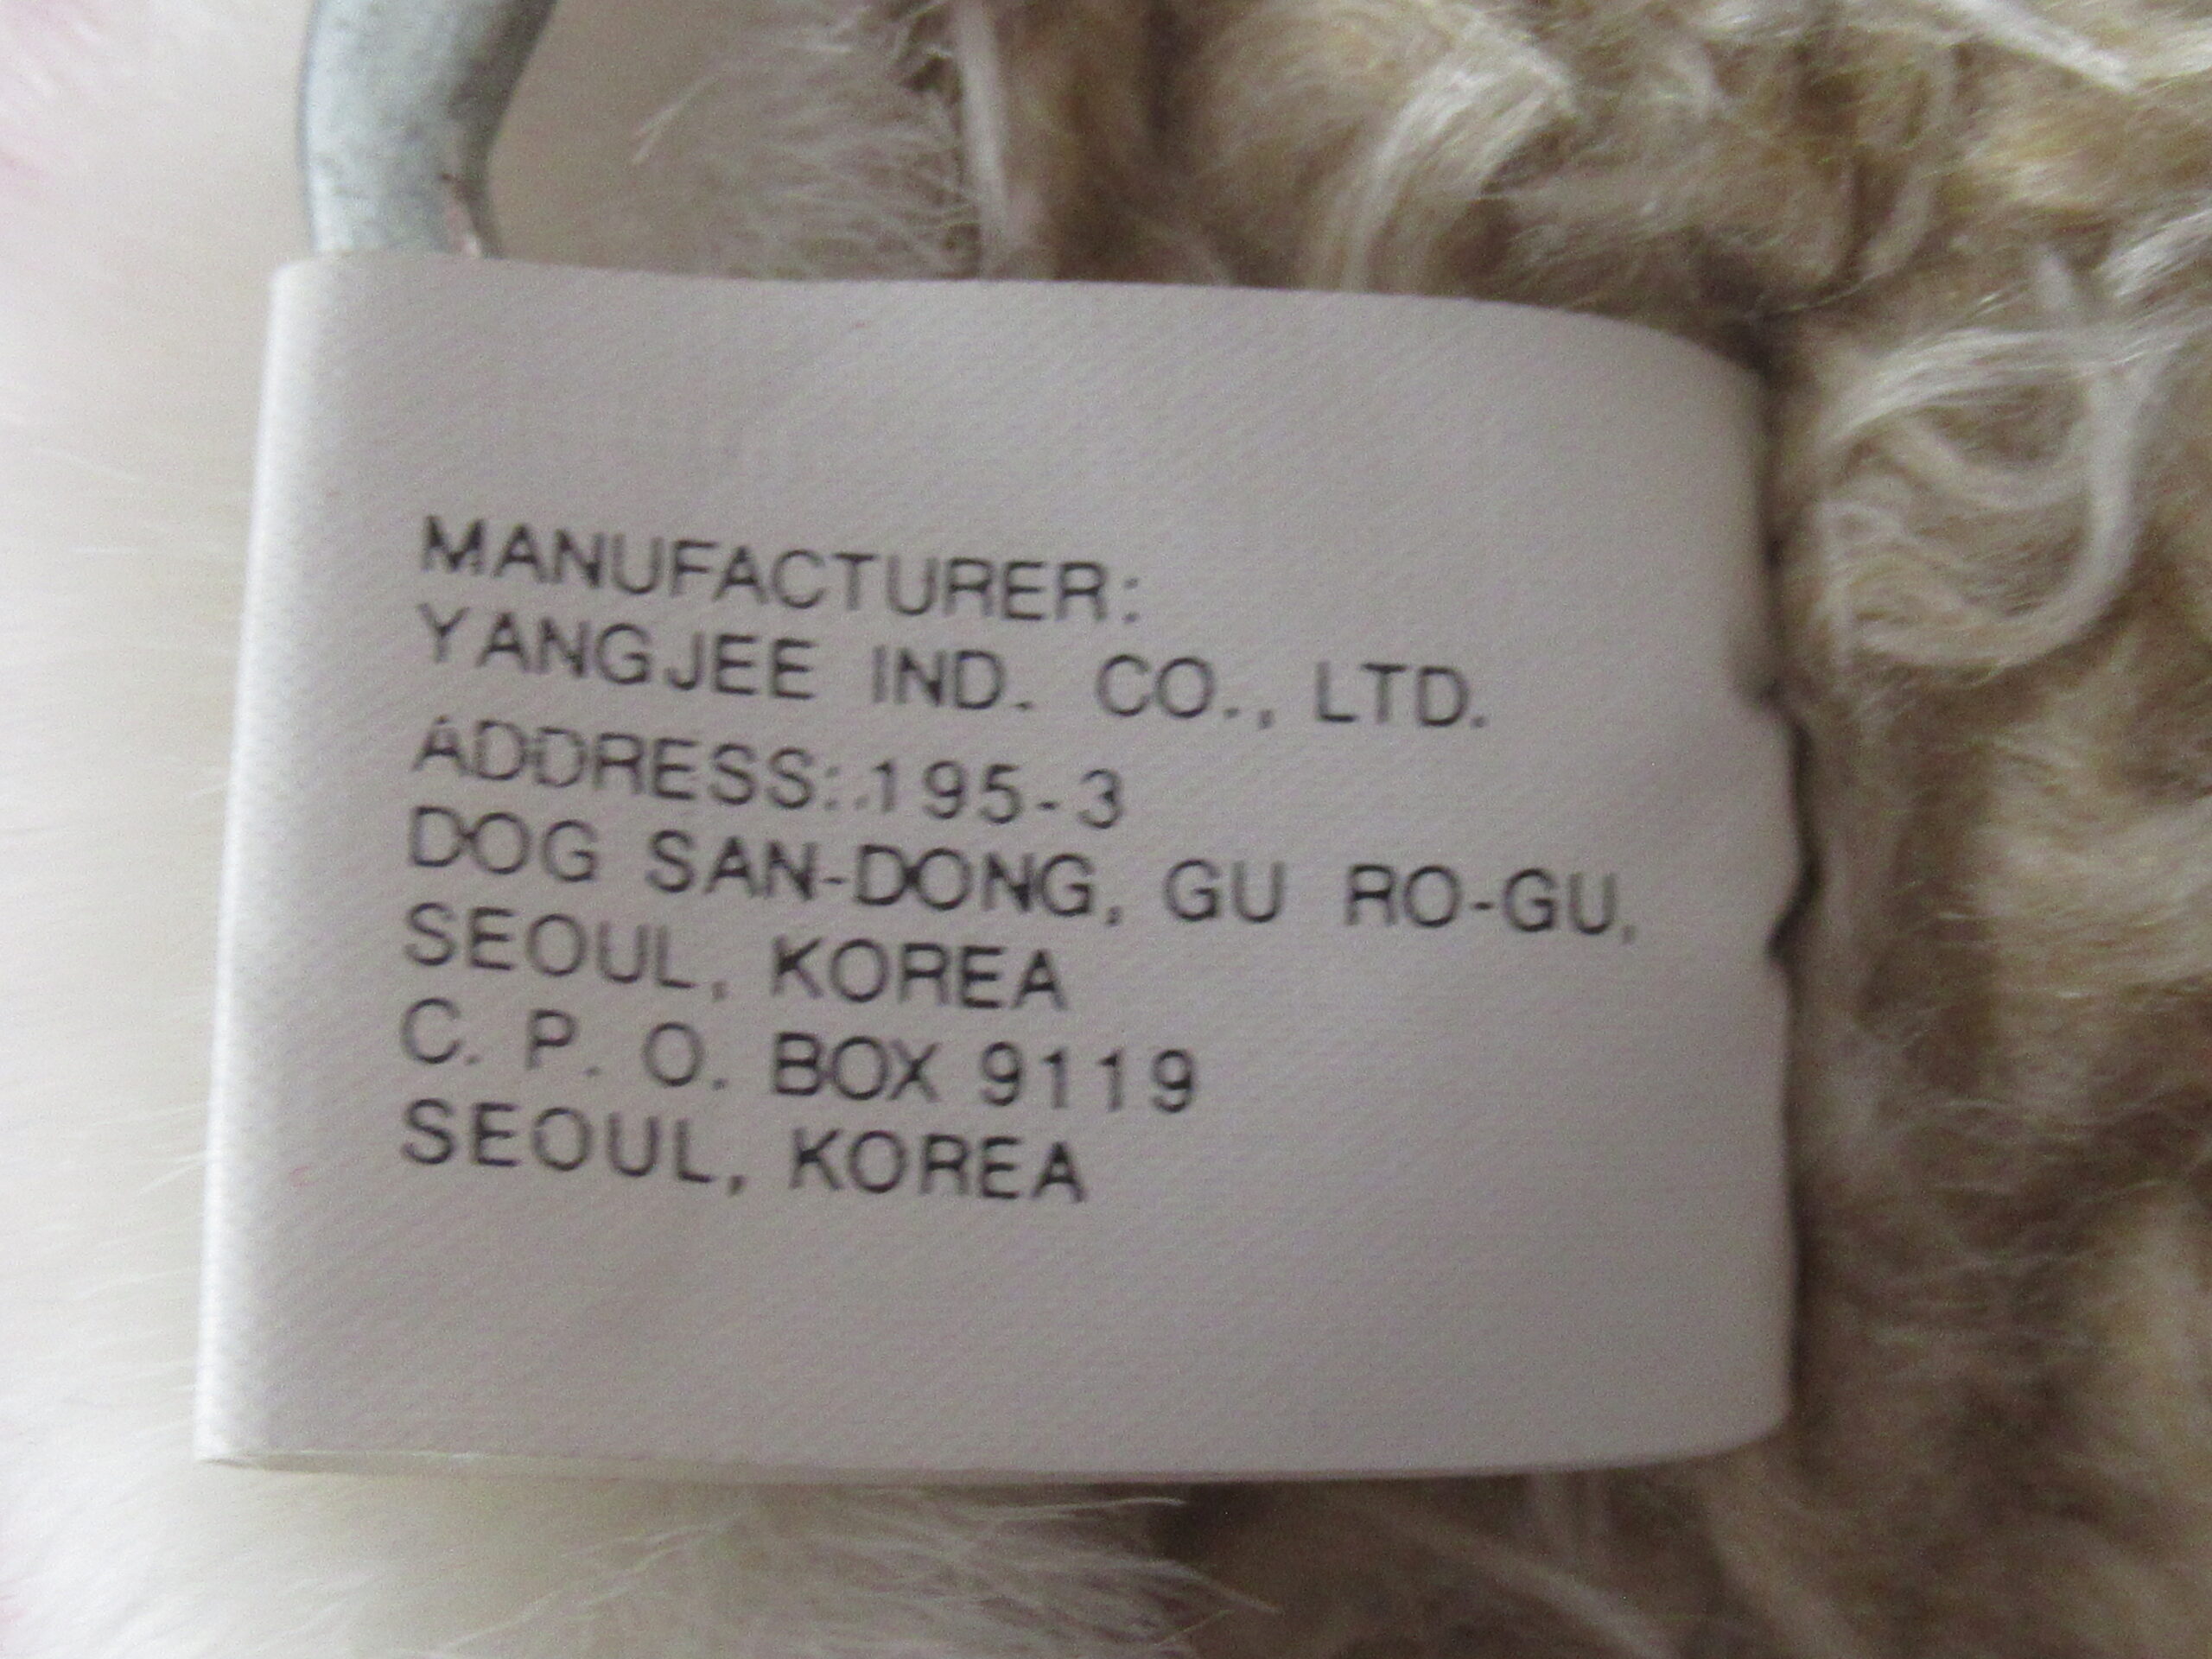 MANUFACTURER:
YANGJEE IND. CO., LTD.
ADDRESS: 195-3
DOG SAN-DONG, GU RO-GU,
SEOUL, KOREA
C. P. O. BOX 9119
SEOUL, KOREA